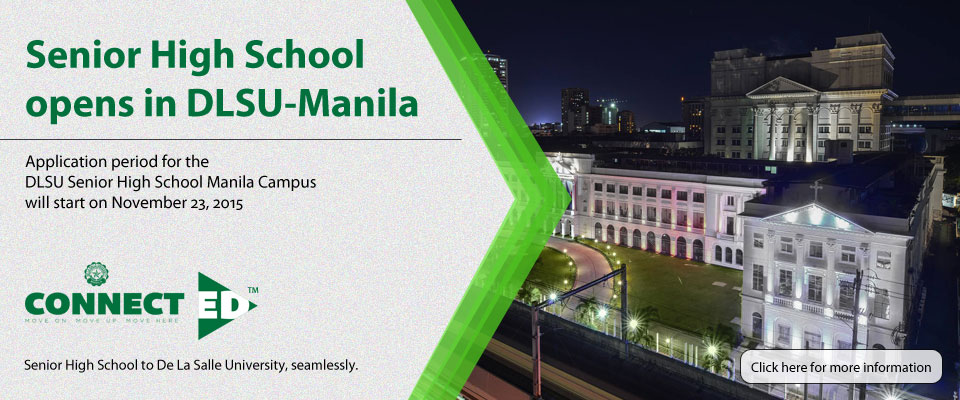 Senior High School
opens in DLSU-Manila
Application period for the
DLSU Senior High School Manila Campus
will start on November 23, 2015
CONNECT ED™
MOVE ON. MOVE UP. MOVE HERE
Senior High School to De La Salle University, seamlessly.
Click here for more information